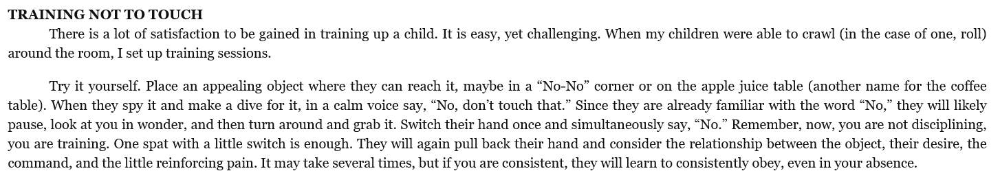 TRAINING NOT TO TOUCH
There is a lot of satisfaction to be gained in training up a child. It is easy, yet challenging. When my children were able to crawl (in the case of one, roll)
around the room, I set up training sessions.
Try it yourself. Place an appealing object where they can reach it, maybe in a “No-No” corner or on the apple juice table (another name for the coffee
table). When they spy it and make a dive for it, in a calm voice say, “No, don’t touch that.” Since they are already familiar with the word “No,” they will likely
pause, look at you in wonder, and then turn around and grab it. Switch their hand once and simultaneously say, “No.” Remember, now, you are not disciplining,
you are training. One spat with a little switch is enough. They will again pull back their hand and consider the relationship between the object, their desire, the
command, and the little reinforcing pain. It may take several times, but if you are consistent, they will learn to consistently obey, even in your absence.